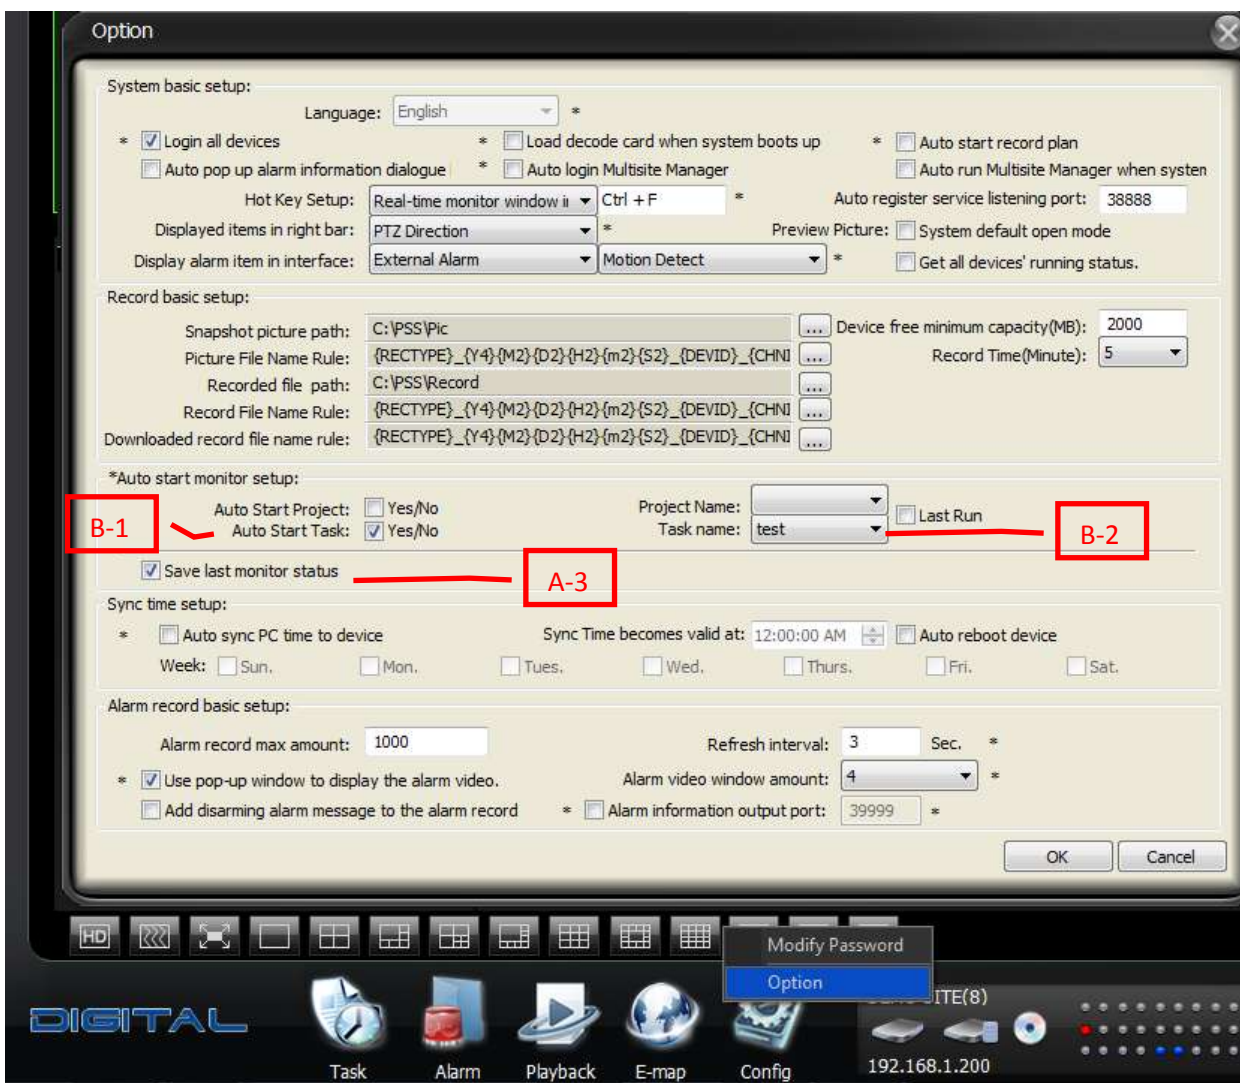 Option
System basic setup:
Language: English *
* Login all devices * Load decode card when system boots up * Auto start record plan
Auto pop up alarm information dialogue * Auto login Multisite Manager Auto run Multisite Manager when system
Hot Key Setup: Real-time monitor window i Ctrl + F * Auto register service listening port: 38888
Displayed items in right bar: PTZ Direction * Preview Picture: System default open mode
Display alarm item in interface: External Alarm Motion Detect * Get all devices' running status.
Record basic setup:
Snapshot picture path: C:\PSS\Pic ... Device free minimum capacity(MB): 2000
Picture File Name Rule: {RECTYPE}_{Y4}{M2}{D2}{H2}{m2}{S2}_{DEVID}_{CHNI ... Record Time(Minute): 5
Recorded file path: C:\PSS\Record ...
Record File Name Rule: {RECTYPE}_{Y4}{M2}{D2}{H2}{m2}{S2}_{DEVID}_{CHNI ...
Downloaded record file name rule: {RECTYPE}_{Y4}{M2}{D2}{H2}{m2}{S2}_{DEVID}_{CHNI ...
*Auto start monitor setup:
Auto Start Project: Yes/No Project Name: Last Run
B-1 Auto Start Task: Yes/No Task name: test B-2
Save last monitor status A-3
Sync time setup:
* Auto sync PC time to device Sync Time becomes valid at: 12:00:00 AM Auto reboot device
Week: Sun. Mon. Tues. Wed. Thurs. Fri. Sat.
Alarm record basic setup:
Alarm record max amount: 1000 Refresh interval: 3 Sec. *
* Use pop-up window to display the alarm video. Alarm video window amount: 4 *
Add disarming alarm message to the alarm record * Alarm information output port: 39999 *
OK Cancel
HD
Modify Password
Option
DIGITAL
Task Alarm Playback E-map Config
192.168.1.200